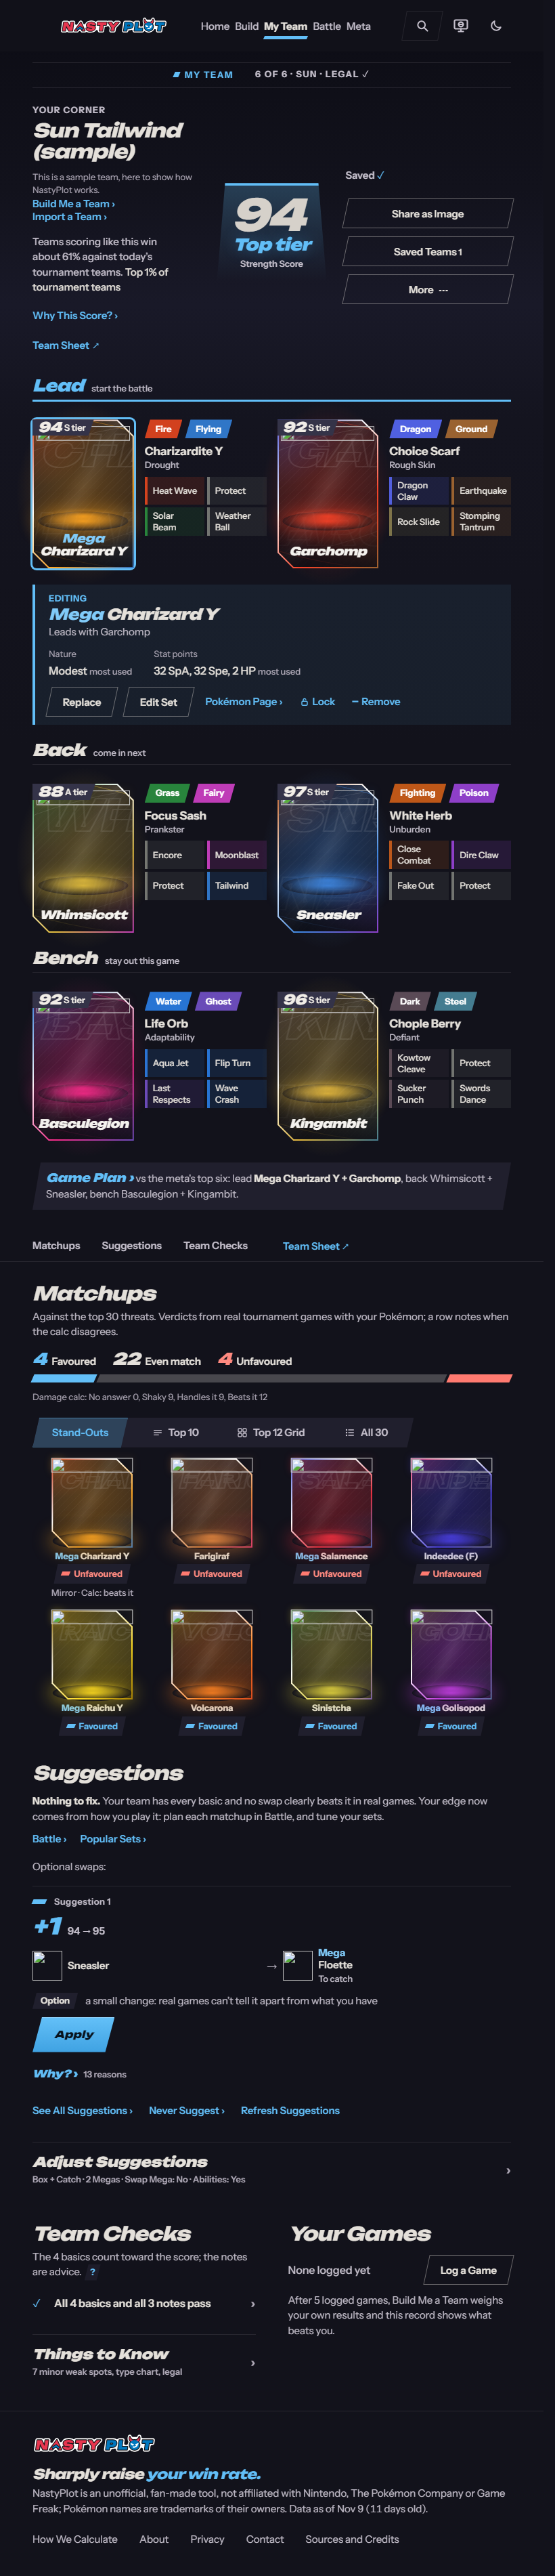 NASTY PLOT
Home Build My Team Battle Meta
MY TEAM 6 OF 6 · SUN · LEGAL ✓
YOUR CORNER
Sun Tailwind
(sample)
This is a sample team, here to show how
NastyPlot works.
Build Me a Team ›
Import a Team ›
Teams scoring like this win
about 61% against today's
tournament teams. Top 1% of
tournament teams
Why This Score? ›
Team Sheet ↗
94
Top tier
Strength Score
Saved ✓
Share as Image
Saved Teams 1
More ···
Lead start the battle
94 S tier
Mega
Charizard Y
Fire Flying
Charizardite Y
Drought
Heat Wave Protect
Solar
Beam
Weather
Ball
92 S tier
Garchomp
Dragon Ground
Choice Scarf
Rough Skin
Dragon
Claw
Earthquake
Rock Slide
Stomping
Tantrum
EDITING
Mega Charizard Y
Leads with Garchomp
Nature Stat points
Modest most used 32 SpA, 32 Spe, 2 HP most used
Replace Edit Set Pokémon Page › Lock − Remove
Back come in next
88 A tier
Whimsicott
Grass Fairy
Focus Sash
Prankster
Encore Moonblast
Protect Tailwind
97 S tier
Sneasler
Fighting Poison
White Herb
Unburden
Close
Combat
Dire Claw
Fake Out Protect
Bench stay out this game
92 S tier
Basculegion
Water Ghost
Life Orb
Adaptability
Aqua Jet Flip Turn
Last
Respects
Wave
Crash
96 S tier
Kingambit
Dark Steel
Chople Berry
Defiant
Kowtow
Cleave
Protect
Sucker
Punch
Swords
Dance
Game Plan › vs the meta's top six: lead Mega Charizard Y + Garchomp, back Whimsicott +
Sneasler, bench Basculegion + Kingambit.
Matchups Suggestions Team Checks Team Sheet ↗
Matchups
Against the top 30 threats. Verdicts from real tournament games with your Pokémon; a row notes when
the calc disagrees.
4 Favoured 22 Even match 4 Unfavoured
Damage calc: No answer 0, Shaky 9, Handles it 9, Beats it 12
Stand-Outs Top 10 Top 12 Grid All 30
Mega Charizard Y Farigiraf Mega Salamence Indeedee (F)
Unfavoured Unfavoured Unfavoured Unfavoured
Mirror · Calc: beats it
Mega Raichu Y Volcarona Sinistcha Mega Golisopod
Favoured Favoured Favoured Favoured
Suggestions
Nothing to fix. Your team has every basic and no swap clearly beats it in real games. Your edge now
comes from how you play it: plan each matchup in Battle, and tune your sets.
Battle › Popular Sets ›
Optional swaps:
Suggestion 1
+1 94 → 95
Sneasler →
Mega
Floette
To catch
Option a small change: real games can't tell it apart from what you have
Apply
Why? › 13 reasons
See All Suggestions › Never Suggest › Refresh Suggestions
Adjust Suggestions
Box + Catch · 2 Megas · Swap Mega: No · Abilities: Yes ›
Team Checks
The 4 basics count toward the score; the notes
are advice. ?
✓ All 4 basics and all 3 notes pass ›
Things to Know
7 minor weak spots, type chart, legal ›
Your Games
None logged yet Log a Game
After 5 logged games, Build Me a Team weighs
your own results and this record shows what
beats you.
NASTY PLOT
Sharply raise your win rate.
NastyPlot is an unofficial, fan-made tool, not affiliated with Nintendo, The Pokémon Company or Game
Freak; Pokémon names are trademarks of their owners. Data as of Nov 9 (11 days old).
How We Calculate About Privacy Contact Sources and Credits